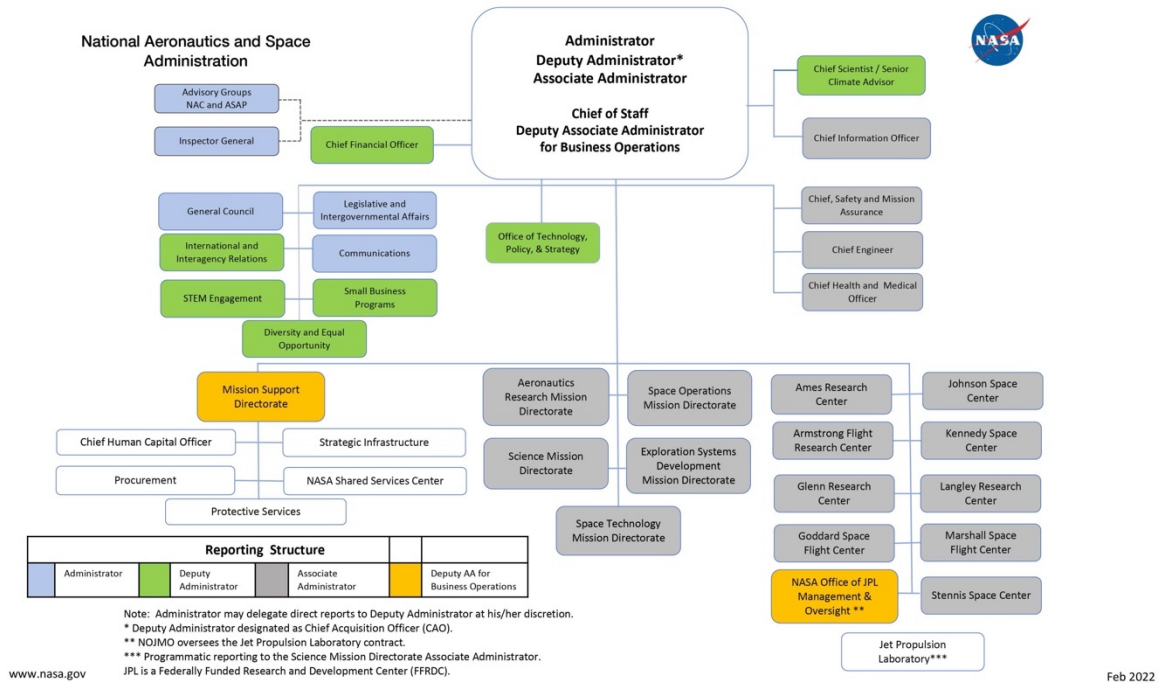 National Aeronautics and Space
Administration
Administrator
Deputy Administrator*
Associate Administrator
Chief of Staff
Deputy Associate Administrator
for Business Operations
NASA
Advisory Groups
NAC and ASAP
Inspector General
Chief Financial Officer
Chief Scientist / Senior
Climate Advisor
Chief Information Officer
General Council
Legislative and
Intergovernmental Affairs
International and
Interagency Relations
Communications
STEM Engagement
Small Business
Programs
Diversity and Equal
Opportunity
Office of Technology,
Policy, & Strategy
Chief, Safety and Mission
Assurance
Chief Engineer
Chief Health and Medical
Officer
Mission Support
Directorate
Chief Human Capital Officer
Strategic Infrastructure
Procurement
NASA Shared Services Center
Protective Services
Aeronautics
Research Mission
Directorate
Space Operations
Mission Directorate
Science Mission
Directorate
Exploration Systems
Development
Mission Directorate
Space Technology
Mission Directorate
Ames Research
Center
Johnson Space
Center
Armstrong Flight
Research Center
Kennedy Space
Center
Glenn Research
Center
Langley Research
Center
Goddard Space
Flight Center
Marshall Space
Flight Center
NASA Office of JPL
Management &
Oversight **
Stennis Space Center
Jet Propulsion
Laboratory***
Reporting Structure
Administrator
Deputy
Administrator
Associate
Administrator
Deputy AA for
Business Operations
Note: Administrator may delegate direct reports to Deputy Administrator at his/her discretion.
* Deputy Administrator designated as Chief Acquisition Officer (CAO).
** NOJMO oversees the Jet Propulsion Laboratory contract.
*** Programmatic reporting to the Science Mission Directorate Associate Administrator.
JPL is a Federally Funded Research and Development Center (FFRDC).
www.nasa.gov
Feb 2022